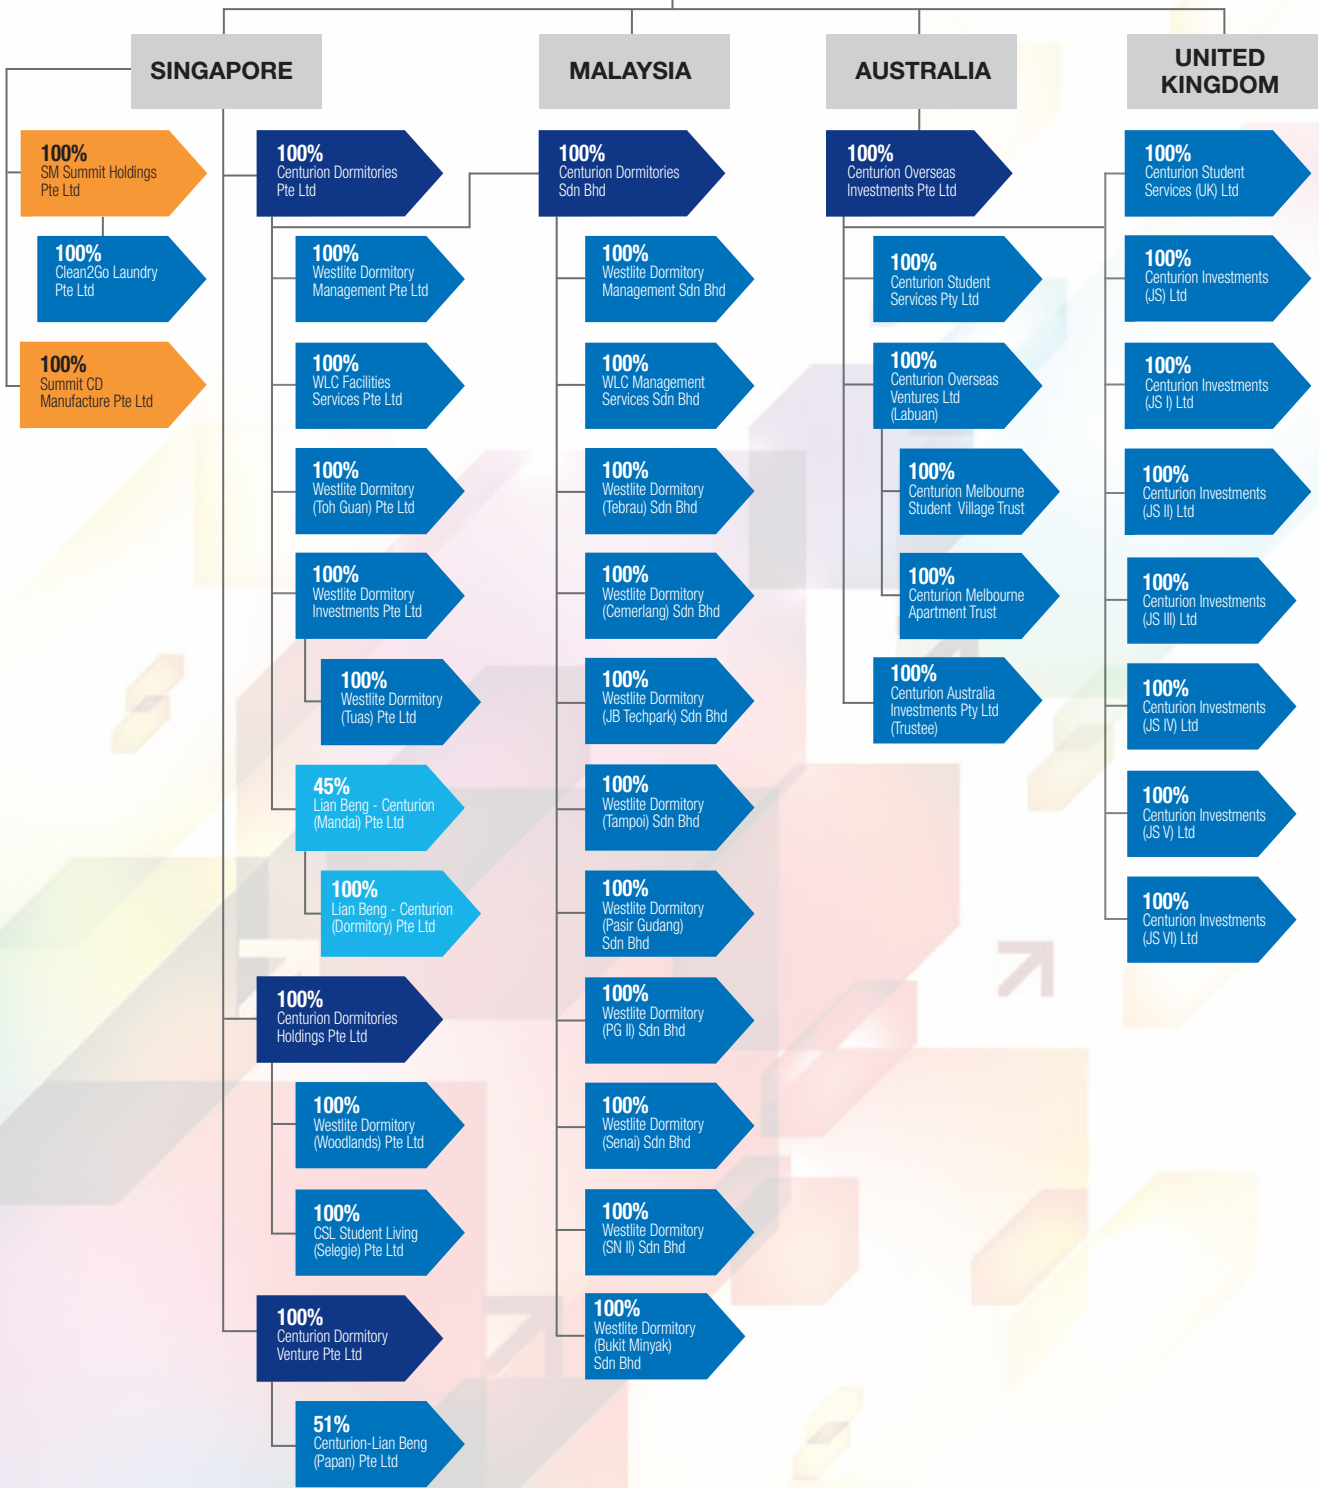 SINGAPORE
100%
SM Summit Holdings
Pte Ltd
100%
Clean2Go Laundry
Pte Ltd
100%
Summit CD
Manufacture Pte Ltd
100%
Centurion Dormitories
Pte Ltd
100%
Westlite Dormitory
Management Pte Ltd
100%
WLC Facilities
Services Pte Ltd
100%
Westlite Dormitory
(Toh Guan) Pte Ltd
100%
Westlite Dormitory
Investments Pte Ltd
100%
Westlite Dormitory
(Tuas) Pte Ltd
45%
Lian Beng - Centurion
(Mandai) Pte Ltd
100%
Lian Beng - Centurion
(Dormitory) Pte Ltd
100%
Centurion Dormitories
Holdings Pte Ltd
100%
Westlite Dormitory
(Woodlands) Pte Ltd
100%
CSL Student Living
(Selegie) Pte Ltd
100%
Centurion Dormitory
Venture Pte Ltd
51%
Centurion-Lian Beng
(Papan) Pte Ltd
MALAYSIA
100%
Centurion Dormitories
Sdn Bhd
100%
Westlite Dormitory
Management Sdn Bhd
100%
WLC Management
Services Sdn Bhd
100%
Westlite Dormitory
(Tebrau) Sdn Bhd
100%
Westlite Dormitory
(Cemerlang) Sdn Bhd
100%
Westlite Dormitory
(JB Techpark) Sdn Bhd
100%
Westlite Dormitory
(Tampoi) Sdn Bhd
100%
Westlite Dormitory
(Pasir Gudang)
Sdn Bhd
100%
Westlite Dormitory
(PG II) Sdn Bhd
100%
Westlite Dormitory
(Senai) Sdn Bhd
100%
Westlite Dormitory
(SN II) Sdn Bhd
100%
Westlite Dormitory
(Bukit Minyak)
Sdn Bhd
AUSTRALIA
100%
Centurion Overseas
Investments Pte Ltd
100%
Centurion Student
Services Pty Ltd
100%
Centurion Overseas
Ventures Ltd
(Labuan)
100%
Centurion Melbourne
Student Village Trust
100%
Centurion Melbourne
Apartment Trust
100%
Centurion Australia
Investments Pty Ltd
(Trustee)
UNITED
KINGDOM
100%
Centurion Student
Services (UK) Ltd
100%
Centurion Investments
(JS) Ltd
100%
Centurion Investments
(JS I) Ltd
100%
Centurion Investments
(JS II) Ltd
100%
Centurion Investments
(JS III) Ltd
100%
Centurion Investments
(JS IV) Ltd
100%
Centurion Investments
(JS V) Ltd
100%
Centurion Investments
(JS VI) Ltd